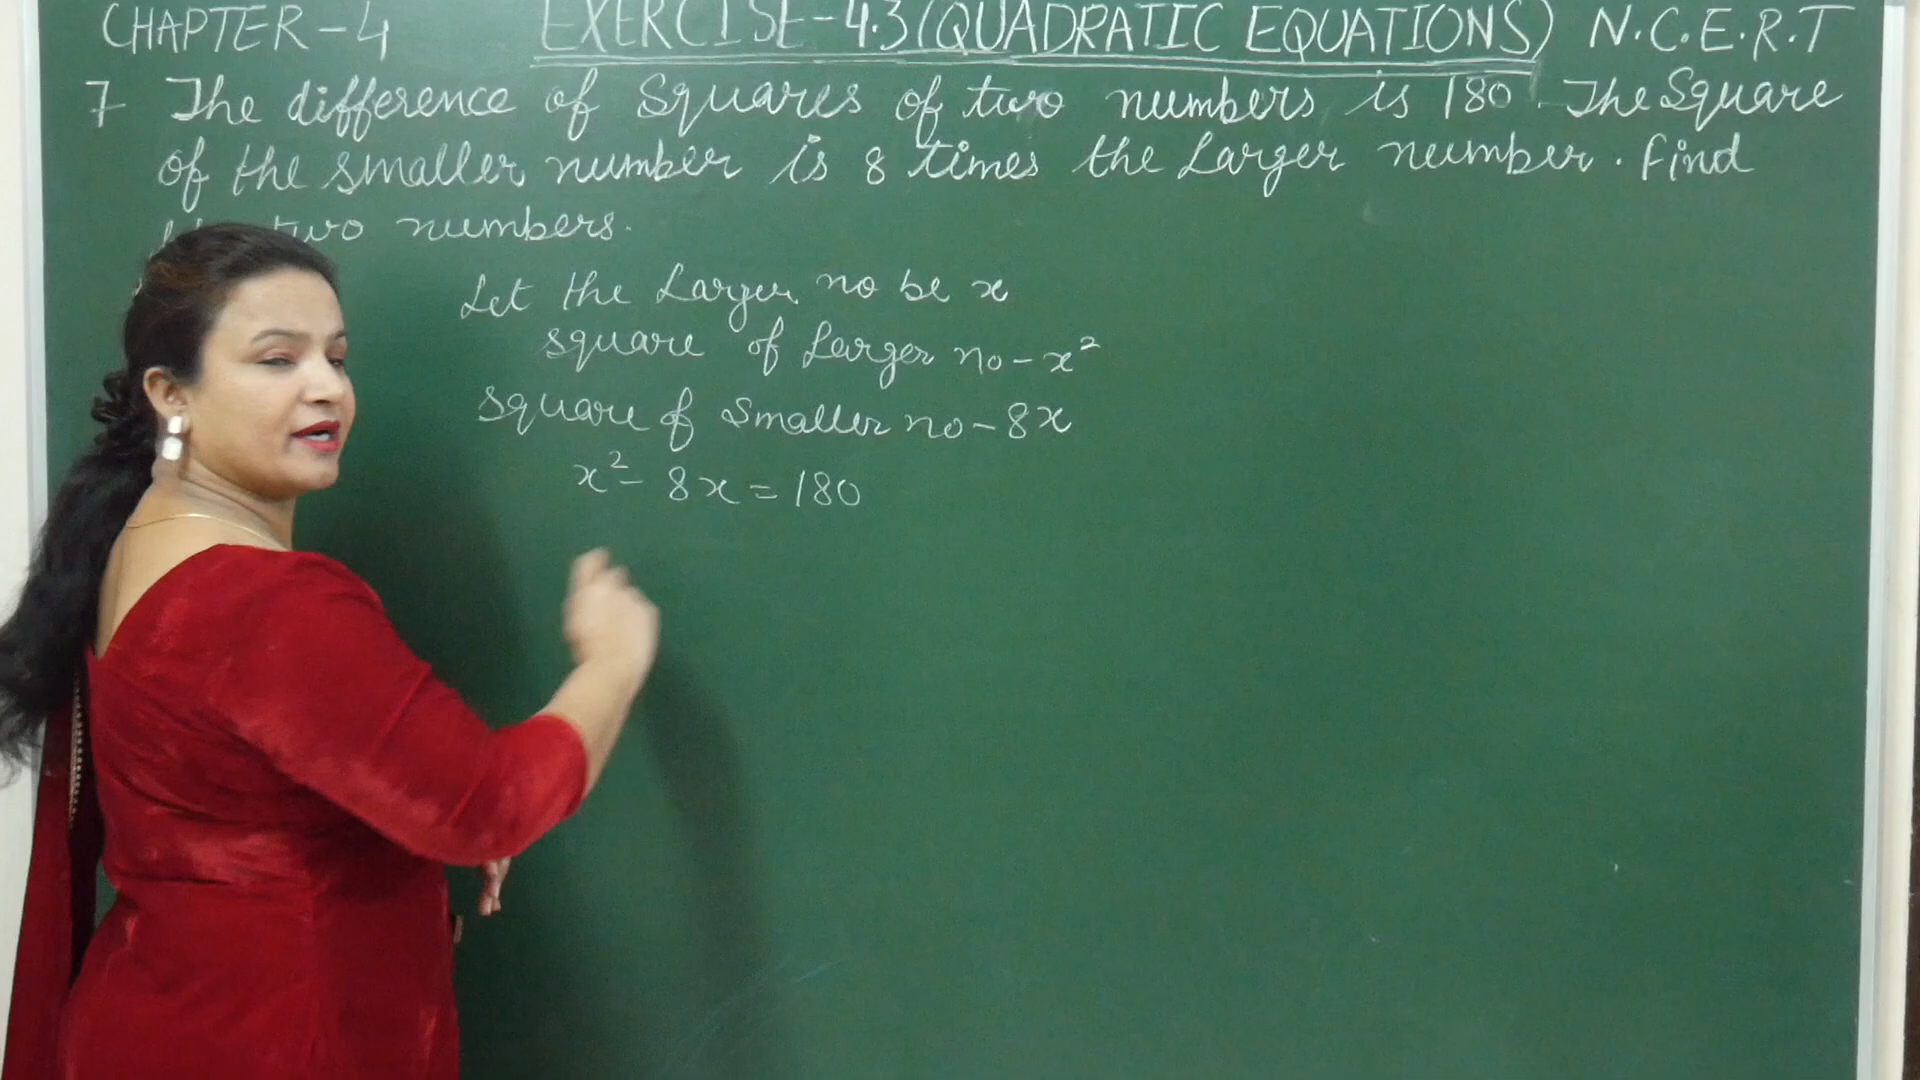 CHAPTER-4 EXERCISE-4.3(QUADRATIC EQUATIONS) N.C.E.R.T
7 The difference of squares of two numbers is 180. The Square
of the smaller number is 8 times the Larger number. Find
two numbers.
Let the Larger no be x
square of Larger no - x²
square of smaller no - 8x
x² - 8x = 180